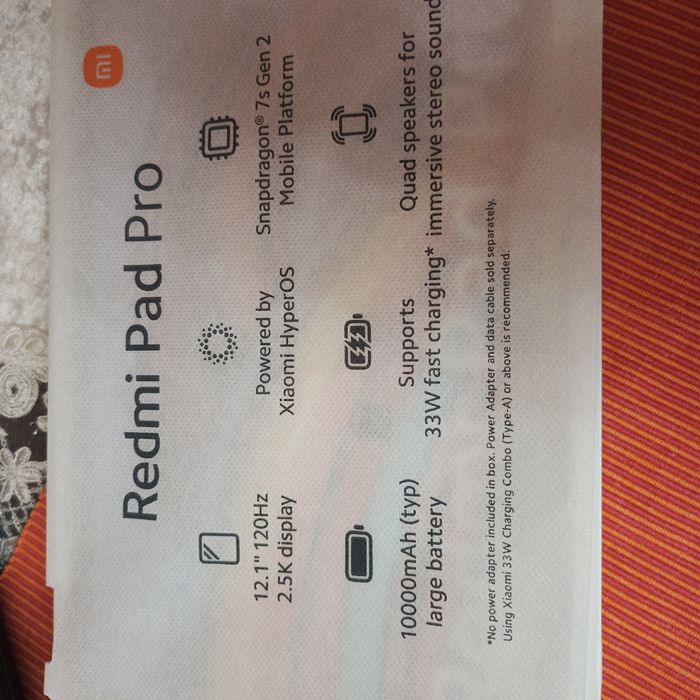 mi
Redmi Pad Pro
12.1" 120Hz
2.5K display
Powered by
Xiaomi HyperOS
Snapdragon® 7s Gen 2
Mobile Platform
10000mAh (typ)
large battery
Supports
33W fast charging*
Quad speakers for
immersive stereo sound
*No power adapter included in box. Power Adapter and data cable sold separately.
Using Xiaomi 33W Charging Combo (Type-A) or above is recommended.